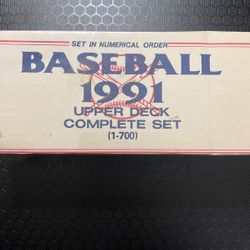 SET IN NUMERICAL ORDER
BASEBALL
1991
UPPER DECK
COMPLETE SET
(1-700)